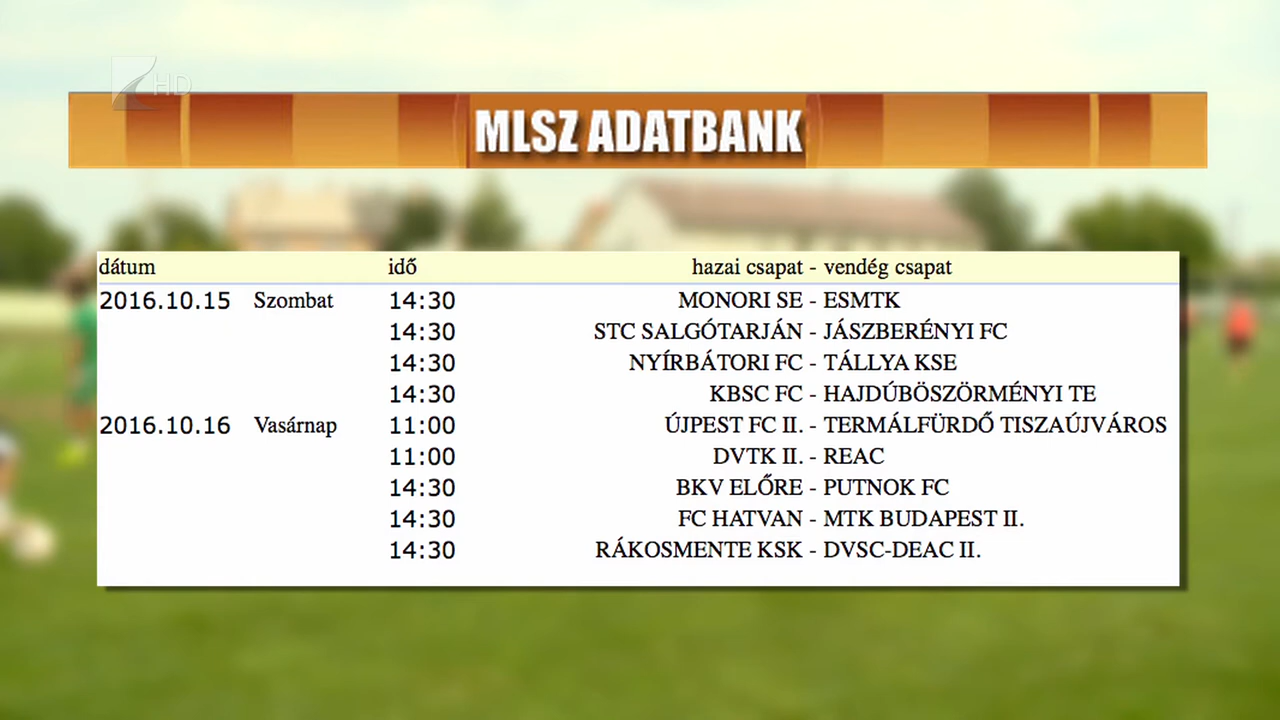 HD
MLSZ ADATBANK
dátum idő hazai csapat - vendég csapat
2016.10.15 Szombat 14:30 MONORI SE - ESMTK
14:30 STC SALGÓTARJÁN - JÁSZBERÉNYI FC
14:30 NYÍRBÁTORI FC - TÁLLYA KSE
14:30 KBSC FC - HAJDÚBÖSZÖRMÉNYI TE
2016.10.16 Vasárnap 11:00 ÚJPEST FC II. - TERMÁLFÜRDŐ TISZAÚJVÁROS
11:00 DVTK II. - REAC
14:30 BKV ELŐRE - PUTNOK FC
14:30 FC HATVAN - MTK BUDAPEST II.
14:30 RÁKOSMENTE KSK - DVSC-DEAC II.